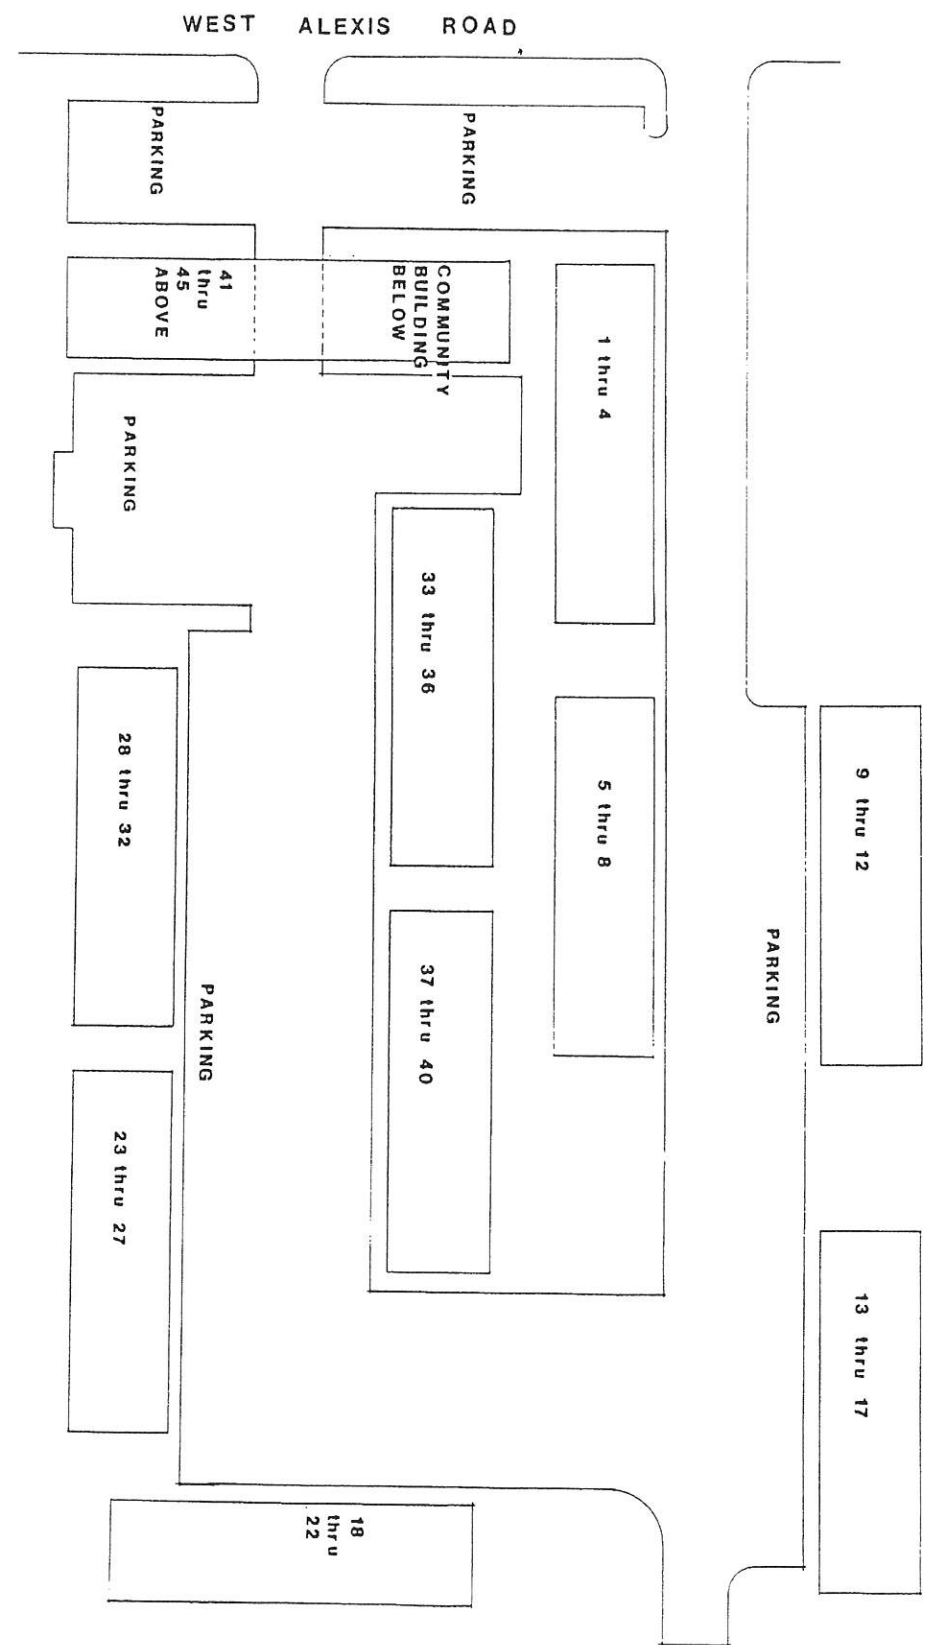 WEST ALEXIS ROAD
PARKING
PARKING
41
thru
45
ABOVE
COMMUNITY
BUILDING
BELOW
1 thru 4
PARKING
33 thru 36
28 thru 32
5 thru 8
9 thru 12
PARKING
37 thru 40
PARKING
23 thru 27
13 thru 17
18
thru
22